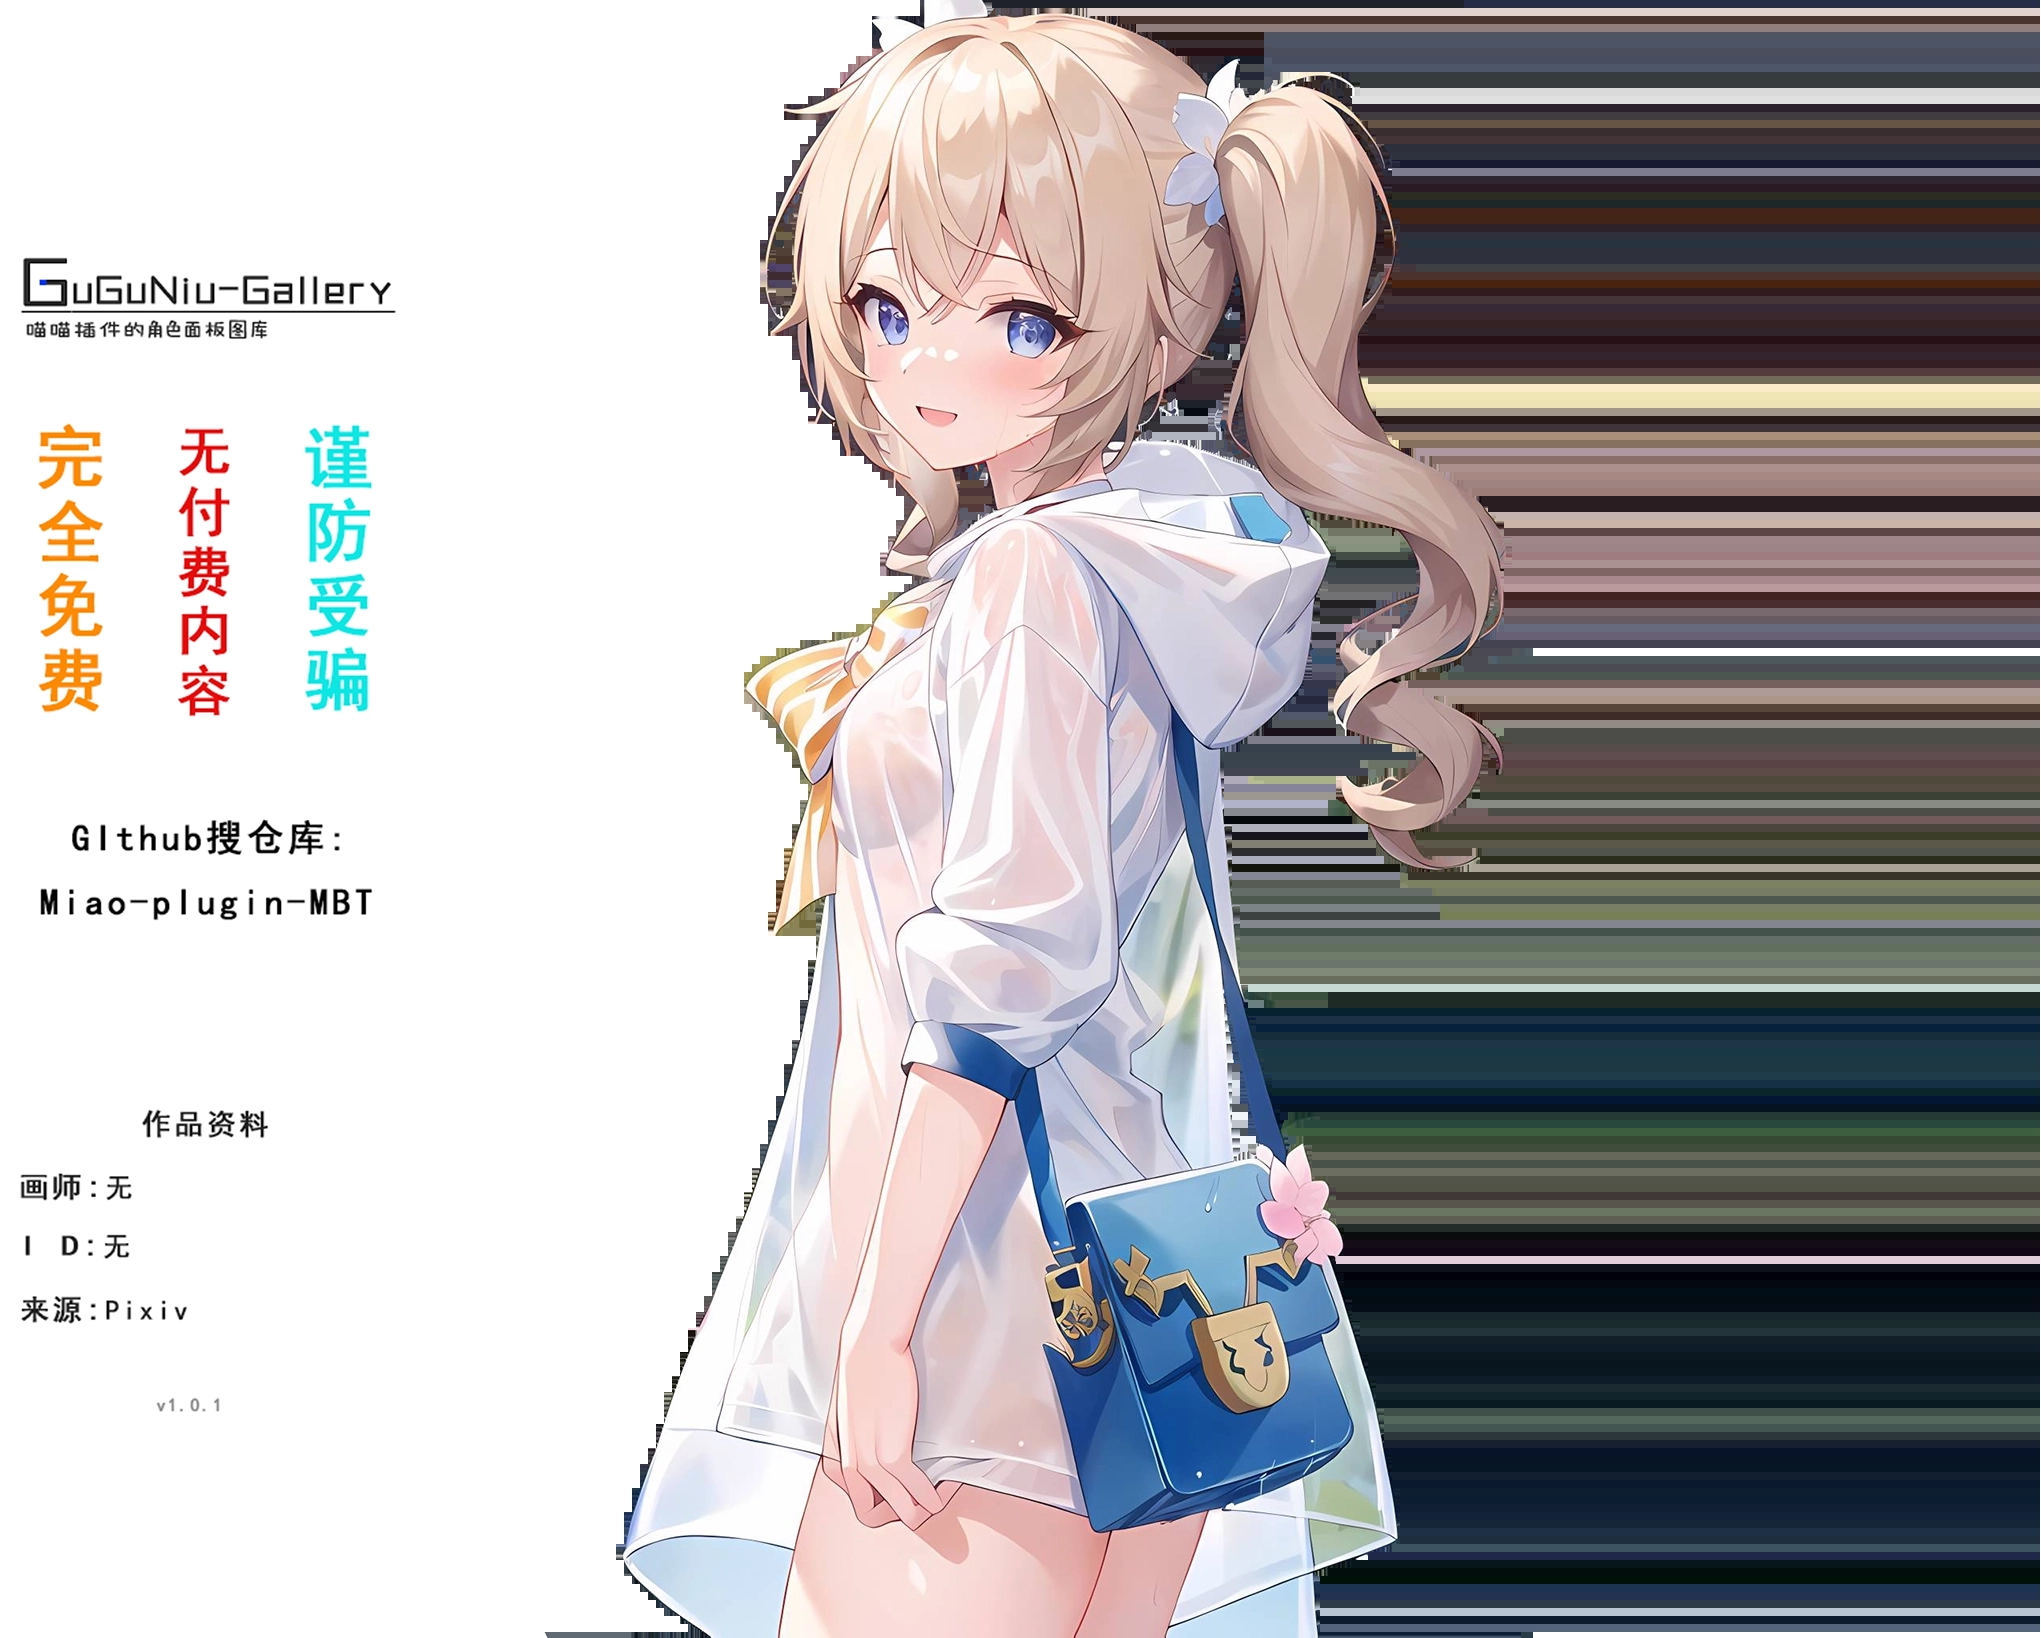 GuGuNiu-Gallery
喵喵插件的角色面板图库
完全免费
无付费内容
谨防受骗
GIthub搜仓库:
Miao-plugin-MBT
作品资料
画师:无
I D:无
来源:Pixiv
v1.0.1